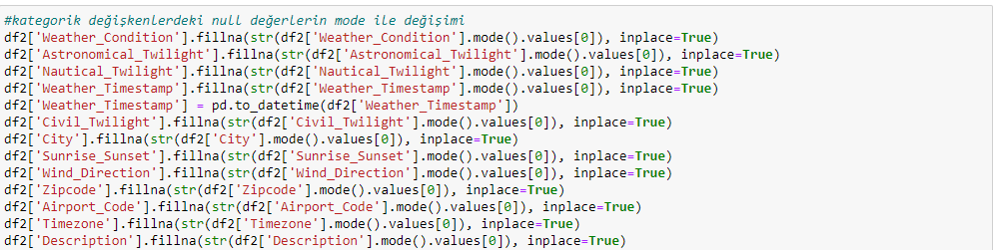 #kategorik değişkenlerdeki null değerlerin mode ile değişimi
df2['Weather_Condition'].fillna(str(df2['Weather_Condition'].mode().values[0]), inplace=True)
df2['Astronomical_Twilight'].fillna(str(df2['Astronomical_Twilight'].mode().values[0]), inplace=True)
df2['Nautical_Twilight'].fillna(str(df2['Nautical_Twilight'].mode().values[0]), inplace=True)
df2['Weather_Timestamp'].fillna(str(df2['Weather_Timestamp'].mode().values[0]), inplace=True)
df2['Weather_Timestamp'] = pd.to_datetime(df2['Weather_Timestamp'])
df2['Civil_Twilight'].fillna(str(df2['Civil_Twilight'].mode().values[0]), inplace=True)
df2['City'].fillna(str(df2['City'].mode().values[0]), inplace=True)
df2['Sunrise_Sunset'].fillna(str(df2['Sunrise_Sunset'].mode().values[0]), inplace=True)
df2['Wind_Direction'].fillna(str(df2['Wind_Direction'].mode().values[0]), inplace=True)
df2['Zipcode'].fillna(str(df2['Zipcode'].mode().values[0]), inplace=True)
df2['Airport_Code'].fillna(str(df2['Airport_Code'].mode().values[0]), inplace=True)
df2['Timezone'].fillna(str(df2['Timezone'].mode().values[0]), inplace=True)
df2['Description'].fillna(str(df2['Description'].mode().values[0]), inplace=True)